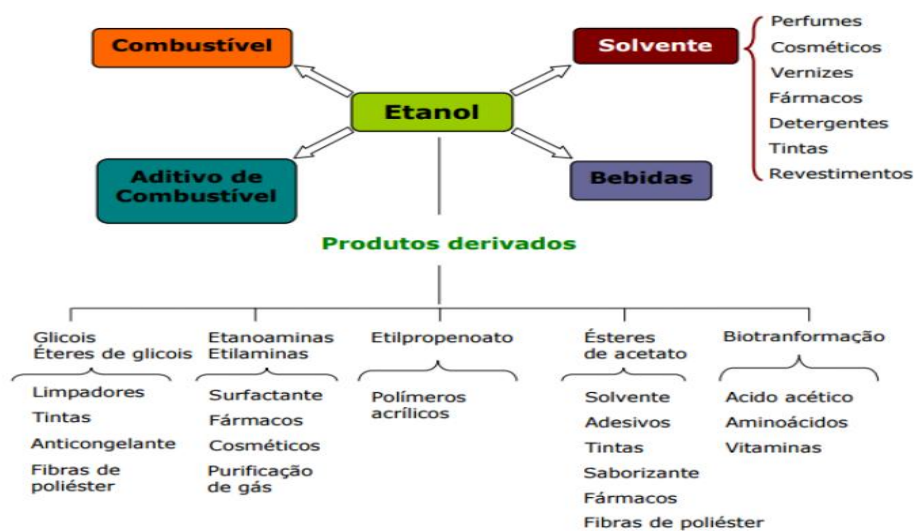 Combustível
Solvente
Perfumes
Cosméticos
Vernizes
Fármacos
Detergentes
Tintas
Revestimentos
Etanol
Aditivo de
Combustível
Bebidas
Produtos derivados
Glicois
Éteres de glicois
Limpadores
Tintas
Anticongelante
Fibras de
poliéster
Etanoaminas
Etilaminas
Surfactante
Fármacos
Cosméticos
Purificação
de gás
Etilpropenoato
Polímeros
acrílicos
Ésteres
de acetato
Solvente
Adesivos
Tintas
Saborizante
Fármacos
Fibras de poliéster
Biotranformação
Acido acético
Aminoácidos
Vitaminas